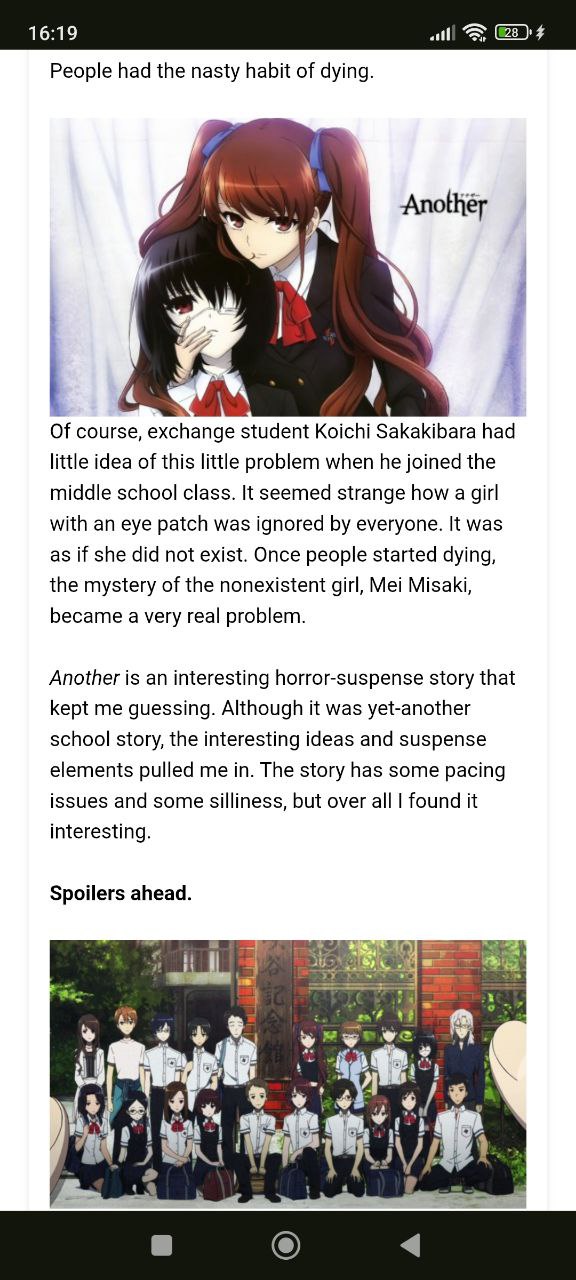 16:19
28
People had the nasty habit of dying.
Another
Of course, exchange student Koichi Sakakibara had
little idea of this little problem when he joined the
middle school class. It seemed strange how a girl
with an eye patch was ignored by everyone. It was
as if she did not exist. Once people started dying,
the mystery of the nonexistent girl, Mei Misaki,
became a very real problem.
Another is an interesting horror-suspense story that
kept me guessing. Although it was yet-another
school story, the interesting ideas and suspense
elements pulled me in. The story has some pacing
issues and some silliness, but over all I found it
interesting.
Spoilers ahead.
谷記念館